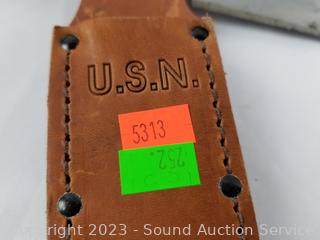 U.S.N.
5313
252.
Copyright 2023 - Sound Auction Service